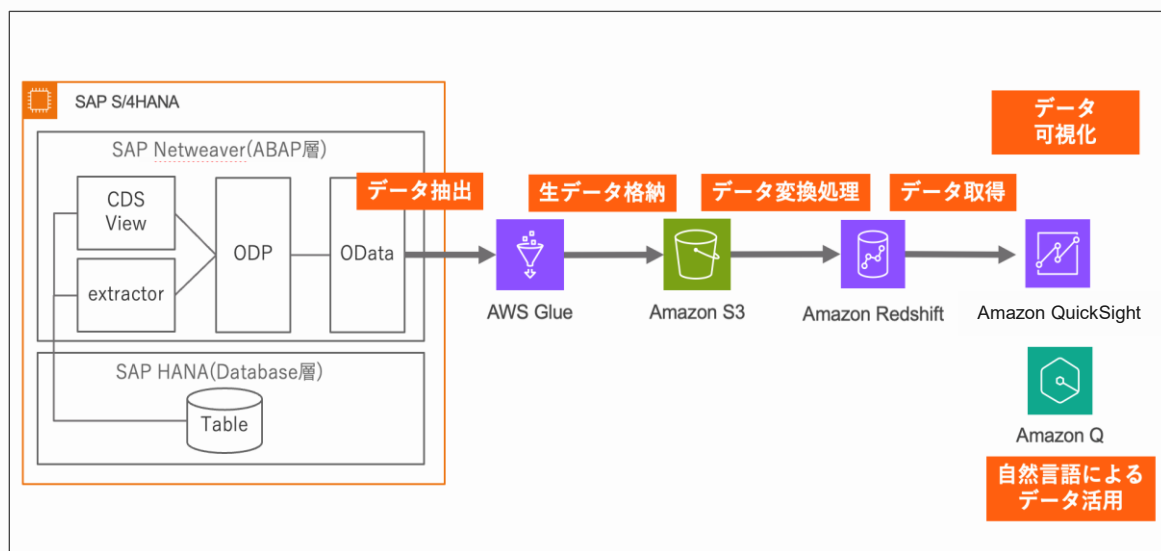 SAP S/4HANA
SAP Netweaver(ABAP層)
CDS
View
extractor
ODP
OData
SAP HANA(Database層)
Table
データ抽出
生データ格納
データ変換処理
データ取得
データ
可視化
AWS Glue
Amazon S3
Amazon Redshift
Amazon QuickSight
Amazon Q
自然言語による
データ活用